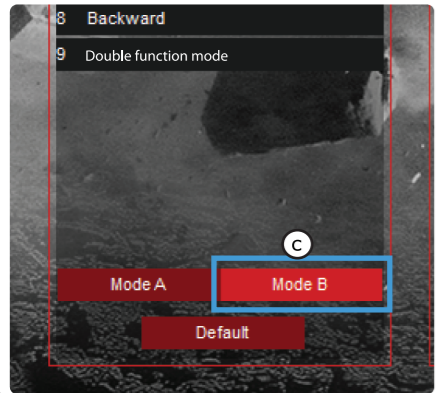 8 Backward
9 Double function mode
C
Mode A Mode B
Default